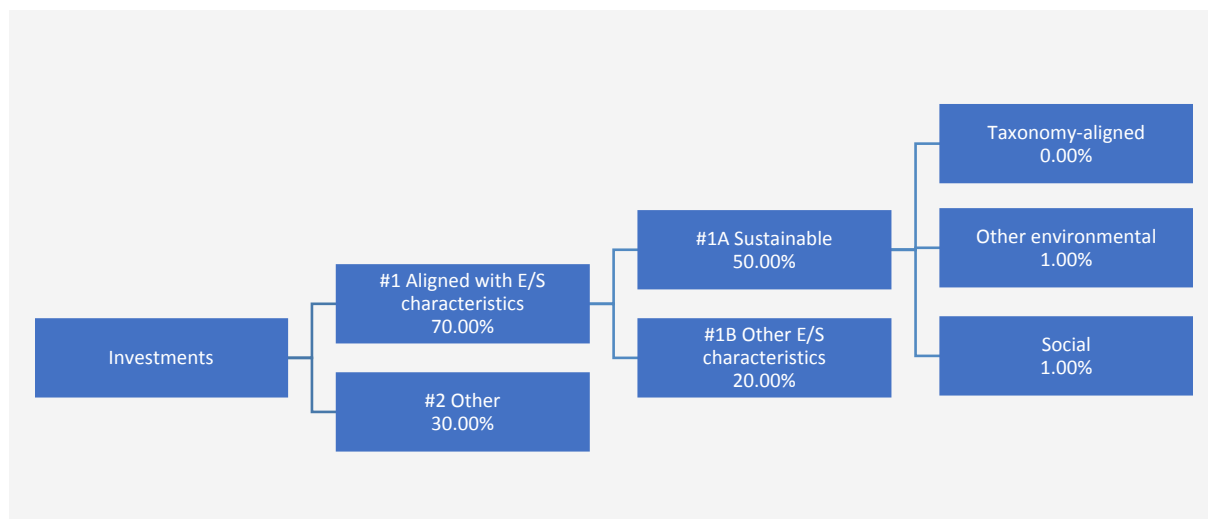 Investments
#1 Aligned with E/S
characteristics
70.00%
#2 Other
30.00%
#1A Sustainable
50.00%
#1B Other E/S
characteristics
20.00%
Taxonomy-aligned
0.00%
Other environmental
1.00%
Social
1.00%